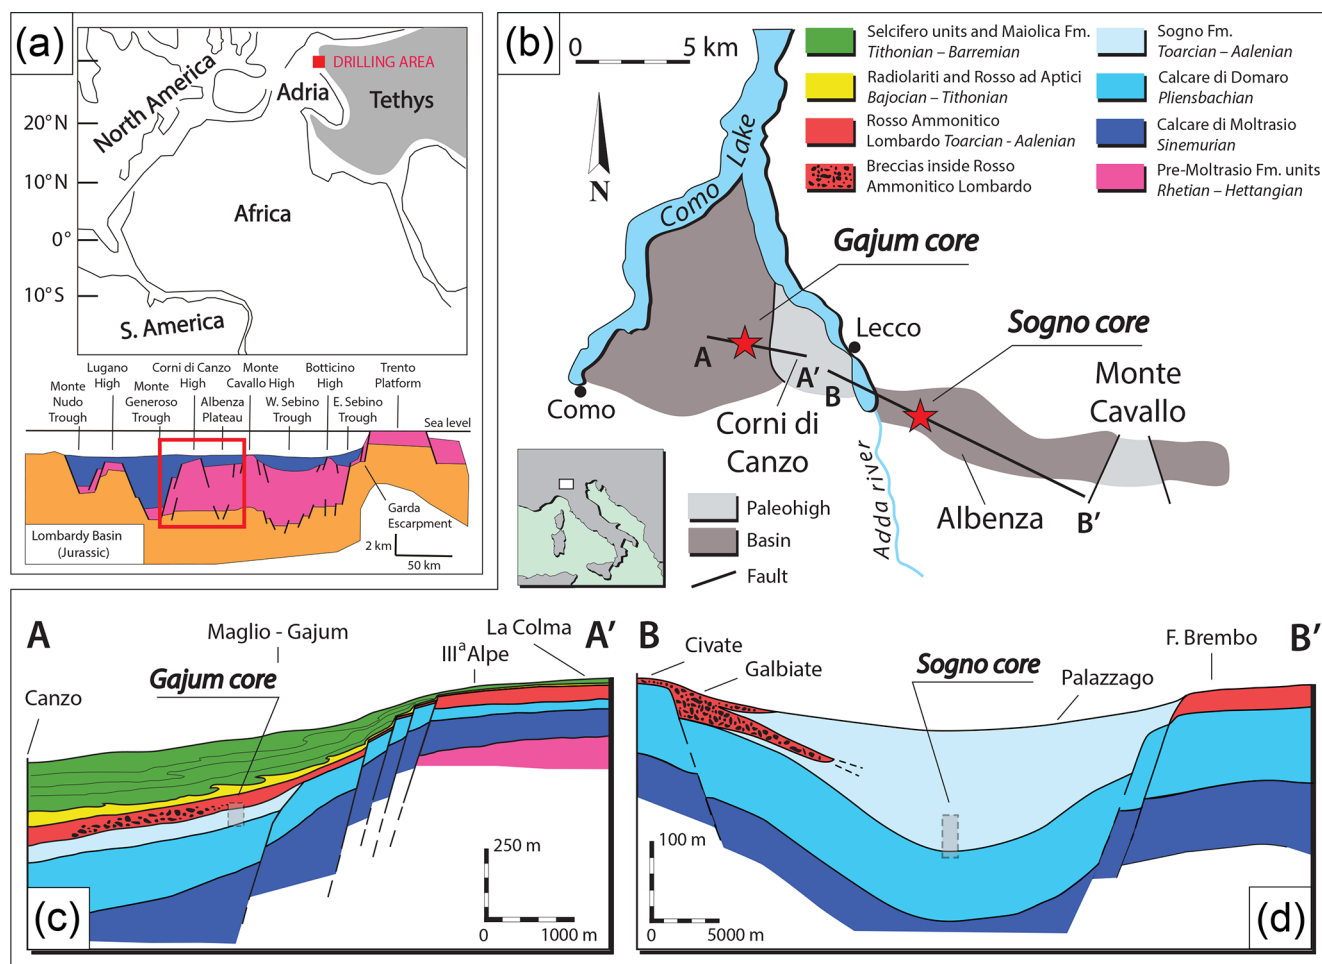 (a)
North America
DRILLING AREA
Adria
Tethys
20°N
10°N
Africa
0°
10°S
S. America
Monte
Nudo
Trough
Lugano
High
Monte
Generoso
Trough
Corni di Canzo
High
Albenza
Plateau
Monte
Cavallo High
W. Sebino
Trough
Botticino
High
E. Sebino
Trough
Trento
Platform
Sea level
Garda
Escarpment
Lombardy Basin
(Jurassic)
2 km
50 km
(b)
0
5 km
N
Selcifero units and Maiolica Fm.
Tithonian – Barremian
Radiolariti and Rosso ad Aptici
Bajocian – Tithonian
Rosso Ammonitico
Lombardo Toarcian - Aalenian
Breccias inside Rosso
Ammonitico Lombardo
Sogno Fm.
Toarcian – Aalenian
Calcare di Domaro
Pliensbachian
Calcare di Moltrasio
Sinemurian
Pre-Moltrasio Fm. units
Rhetian – Hettangian
Como Lake
Gajum core
Lecco
Sogno core
A
A’
B
Como
Corni di
Canzo
Monte
Cavallo
Adda river
Albenza
B’
Paleohigh
Basin
Fault
A
Maglio - Gajum
La Colma
A’
IIIª Alpe
Gajum core
Canzo
250 m
0
1000 m
(c)
B
Civate
Galbiate
Sogno core
F. Brembo
B’
Palazzago
100 m
0
5000 m
(d)